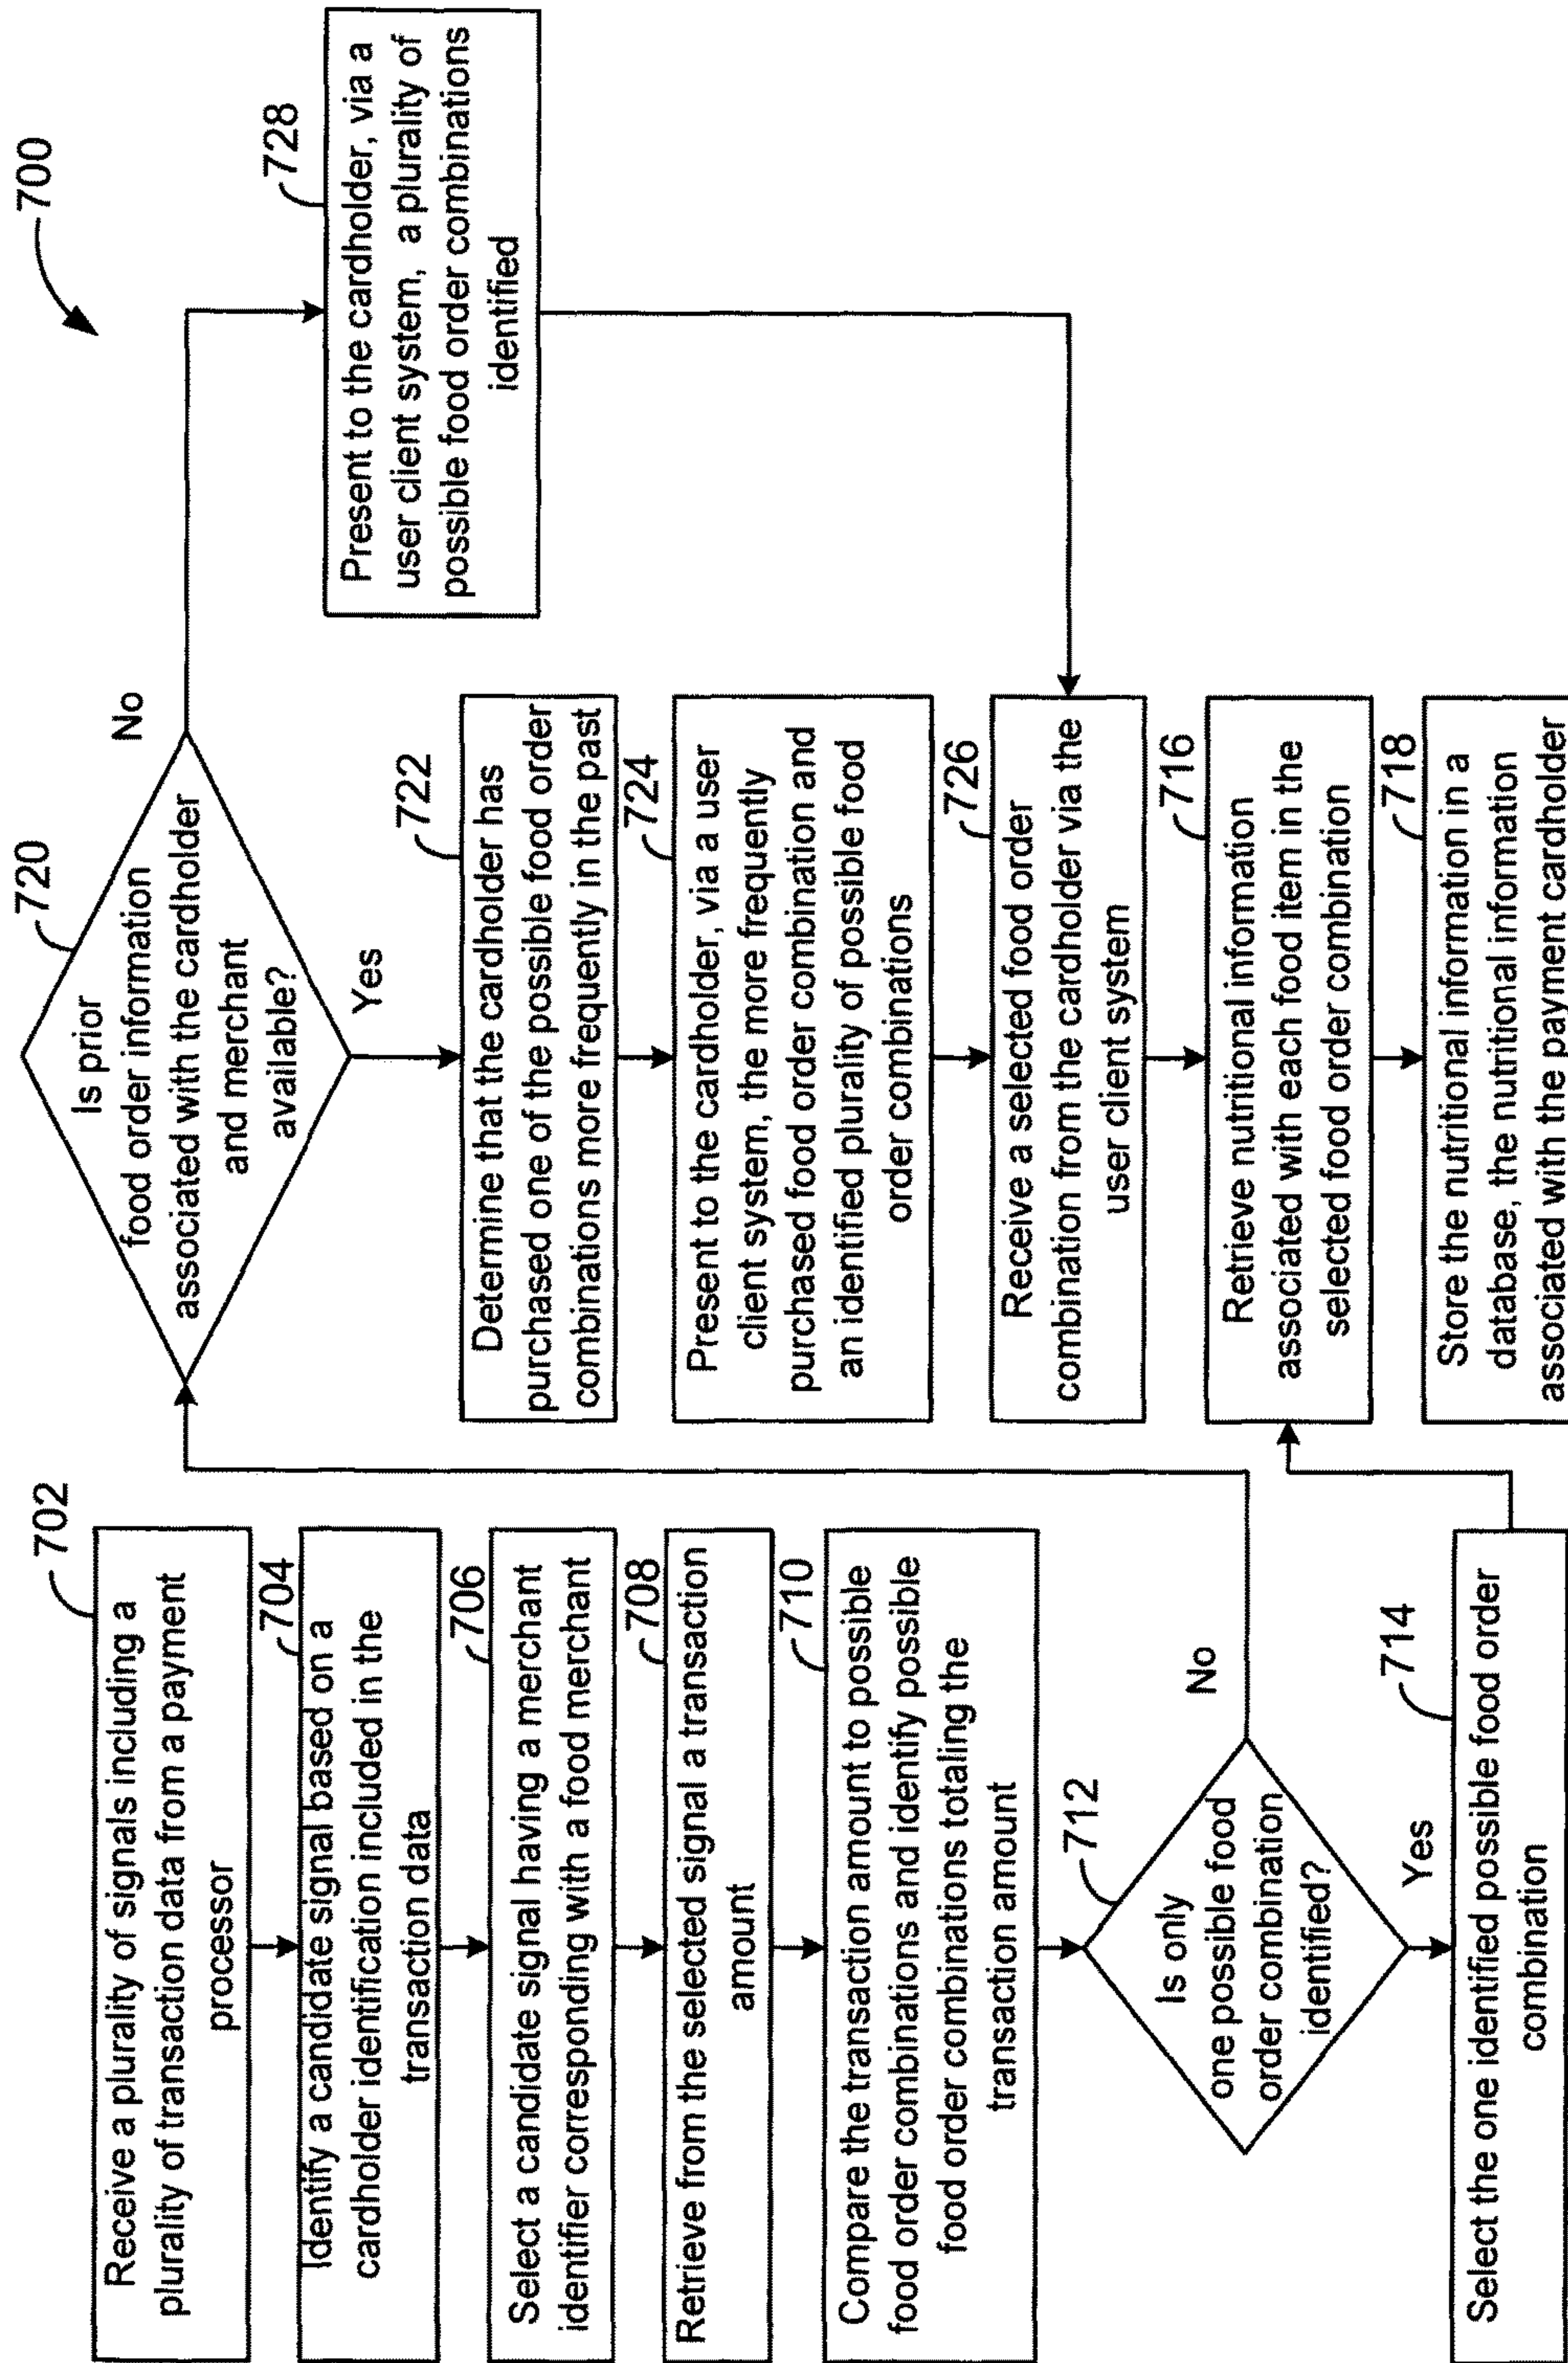 700
702
Receive a plurality of signals including a
plurality of transaction data from a payment
processor
704
Identify a candidate signal based on a
cardholder identification included in the
transaction data
706
Select a candidate signal having a merchant
identifier corresponding with a food merchant
708
Retrieve from the selected signal a transaction
amount
710
Compare the transaction amount to possible
food order combinations and identify possible
food order combinations totaling the
transaction amount
712
Is only
one possible food
order combination
identified?
No
Yes
714
Select the one identified possible food order
combination
720
Is prior
food order information
associated with the cardholder
and merchant
available?
No
Yes
722
Determine that the cardholder has
purchased one of the possible food order
combinations more frequently in the past
724
Present to the cardholder, via a user
client system, the more frequently
purchased food order combination and
an identified plurality of possible food
order combinations
726
Receive a selected food order
combination from the cardholder via the
user client system
716
Retrieve nutritional information
associated with each food item in the
selected food order combination
718
Store the nutritional information in a
database, the nutritional information
associated with the payment cardholder
728
Present to the cardholder, via a
user client system, a plurality of
possible food order combinations
identified